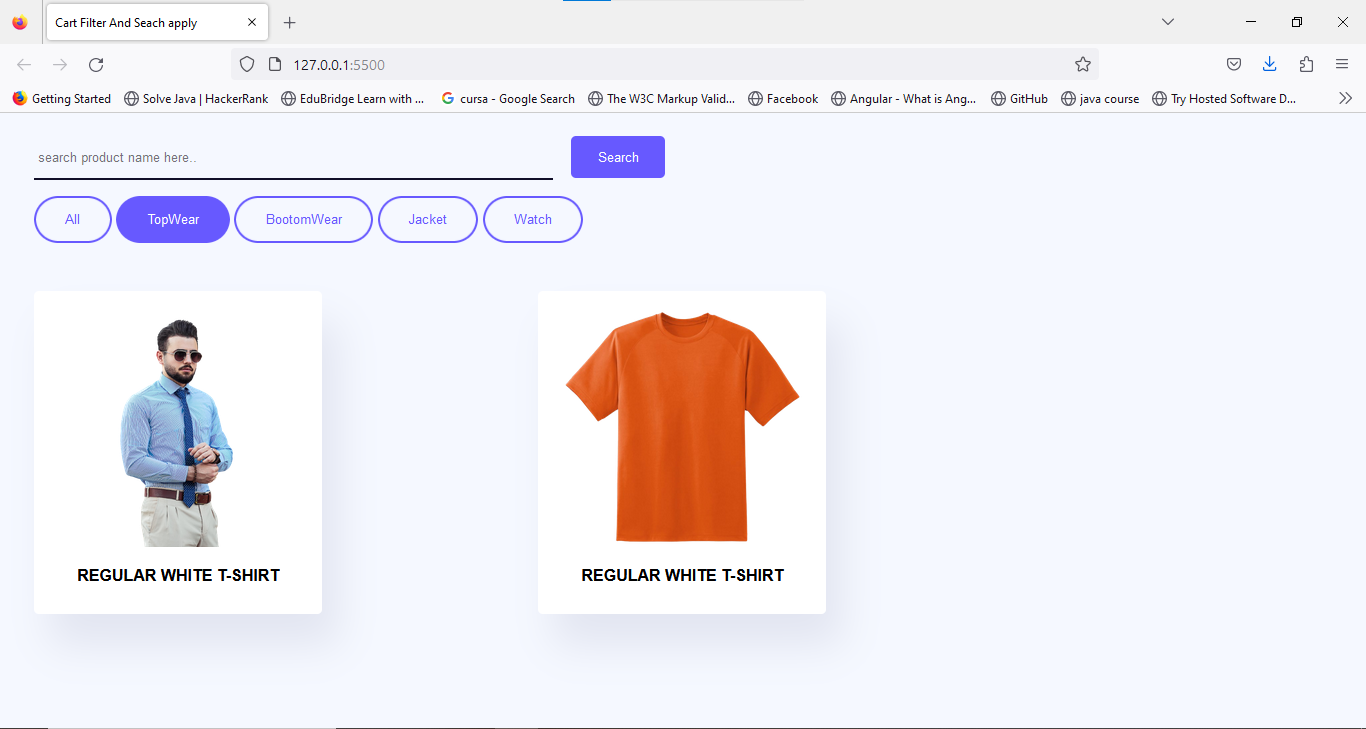 Cart Filter And Seach apply
127.0.0.1:5500
Getting Started Solve Java | HackerRank EduBridge Learn with ... cursa - Google Search The W3C Markup Valid... Facebook Angular - What is Ang... GitHub java course Try Hosted Software D...
search product name here.. Search
All TopWear BootomWear Jacket Watch
REGULAR WHITE T-SHIRT REGULAR WHITE T-SHIRT